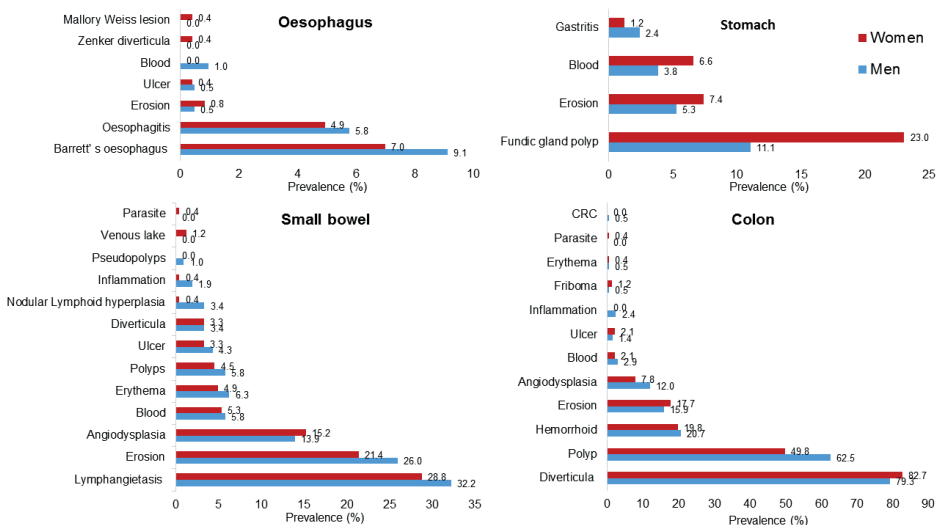 Oesophagus
Mallory Weiss lesion 0.4 0.0
Zenker diverticula 0.4 0.0
Blood 0.0 1.0
Ulcer 0.4 0.5
Erosion 0.8 0.5
Oesophagitis 4.9 5.8
Barrett' s oesophagus 7.0 9.1
0 2 4 6 8 10
Prevalence (%)
Stomach
Women
Men
Gastritis 1.2 2.4
Blood 6.6 3.8
Erosion 7.4 5.3
Fundic gland polyp 23.0 11.1
0 5 10 15 20 25
Prevalence (%)
Small bowel
Parasite 0.4 0.0
Venous lake 1.2 0.0
Pseudopolyps 0.0 1.0
Inflammation 0.4 1.9
Nodular Lymphoid hyperplasia 0.4 3.4
Diverticula 3.3 3.4
Ulcer 3.3 4.3
Polyps 4.5 5.8
Erythema 4.9 6.3
Blood 5.3 5.8
Angiodysplasia 15.2 13.9
Erosion 21.4 26.0
Lymphangietasis 28.8 32.2
0 5 10 15 20 25 30 35
Prevalence (%)
Colon
CRC 0.0 0.5
Parasite 0.4 0.0
Erythema 0.4 0.5
Friboma 1.2 0.5
Inflammation 0.0 2.4
Ulcer 2.1 1.4
Blood 2.1 2.9
Angiodysplasia 7.8 12.0
Erosion 17.7 15.9
Hemorrhoid 19.8 20.7
Polyp 49.8 62.5
Diverticula 82.7 79.3
0 10 20 30 40 50 60 70 80 90
Prevalence (%)